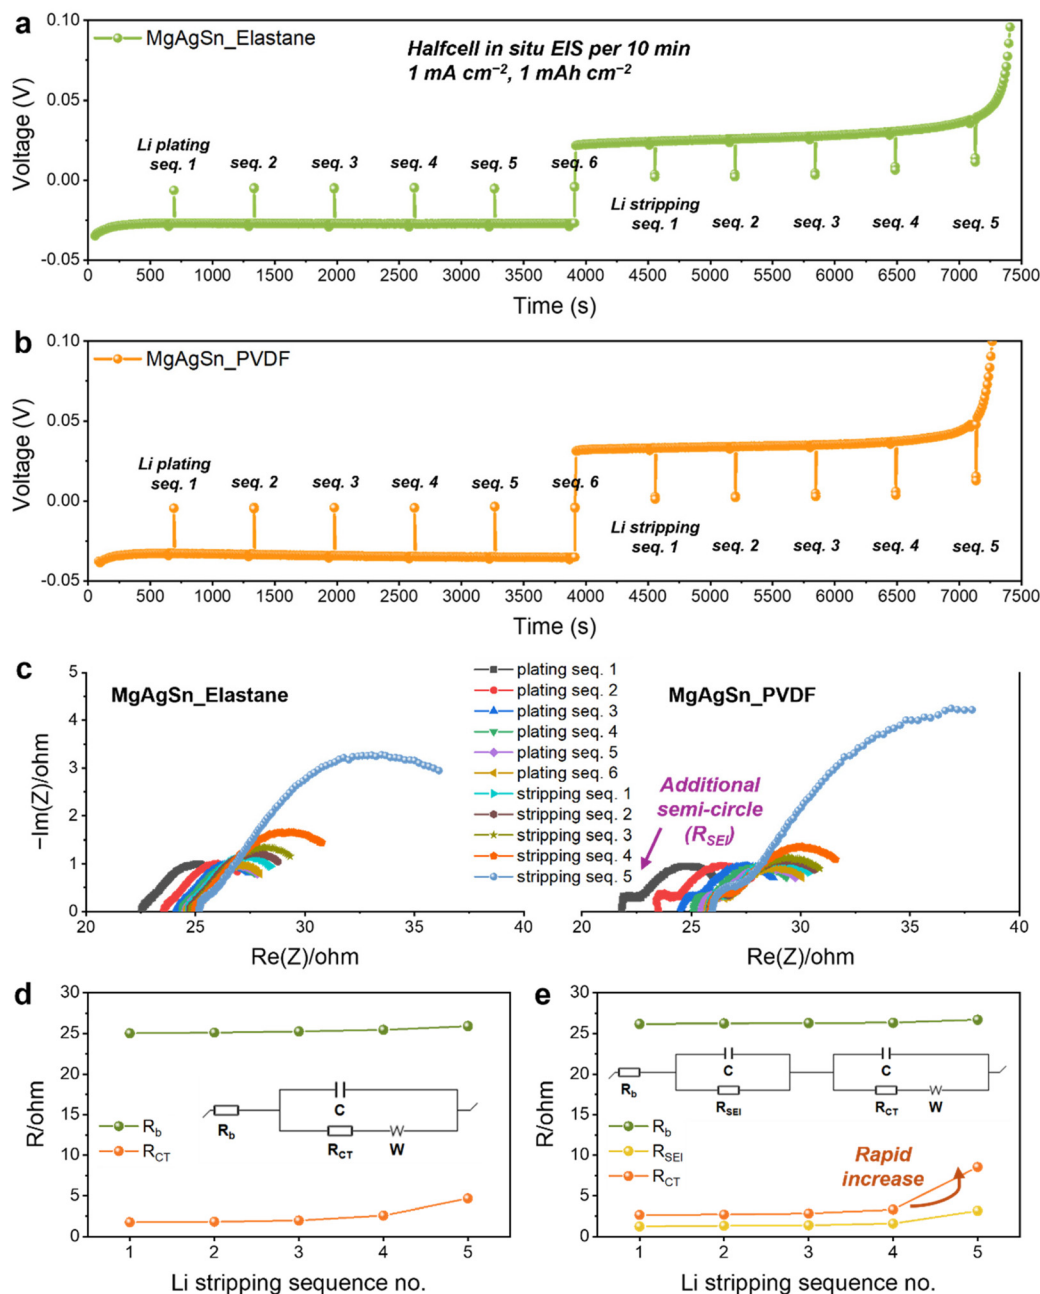 a
MgAgSn_Elastane
Halfcell in situ EIS per 10 min
1 mA cm⁻², 1 mAh cm⁻²
0.10
0.05
0.00
-0.05
Voltage (V)
Li plating
seq. 1 seq. 2 seq. 3 seq. 4 seq. 5 seq. 6
Li stripping
seq. 1 seq. 2 seq. 3 seq. 4 seq. 5
0 500 1000 1500 2000 2500 3000 3500 4000 4500 5000 5500 6000 6500 7000 7500
Time (s)
b
MgAgSn_PVDF
0.10
0.05
0.00
-0.05
Voltage (V)
Li plating
seq. 1 seq. 2 seq. 3 seq. 4 seq. 5 seq. 6
Li stripping
seq. 1 seq. 2 seq. 3 seq. 4 seq. 5
0 500 1000 1500 2000 2500 3000 3500 4000 4500 5000 5500 6000 6500 7000 7500
Time (s)
c
MgAgSn_Elastane
5
4
3
2
1
0
−Im(Z)/ohm
20 25 30 35 40
Re(Z)/ohm
plating seq. 1
plating seq. 2
plating seq. 3
plating seq. 4
plating seq. 5
plating seq. 6
stripping seq. 1
stripping seq. 2
stripping seq. 3
stripping seq. 4
stripping seq. 5
MgAgSn_PVDF
Additional
semi-circle
(R_SEI)
20 25 30 35 40
Re(Z)/ohm
d
30
25
20
15
10
5
0
R/ohm
R_b
C
R_CT W
R_b
R_CT
1 2 3 4 5
Li stripping sequence no.
e
30
25
20
15
10
5
0
R/ohm
R_b
C
R_SEI
C
R_CT W
R_b
R_SEI
R_CT
Rapid
increase
1 2 3 4 5
Li stripping sequence no.